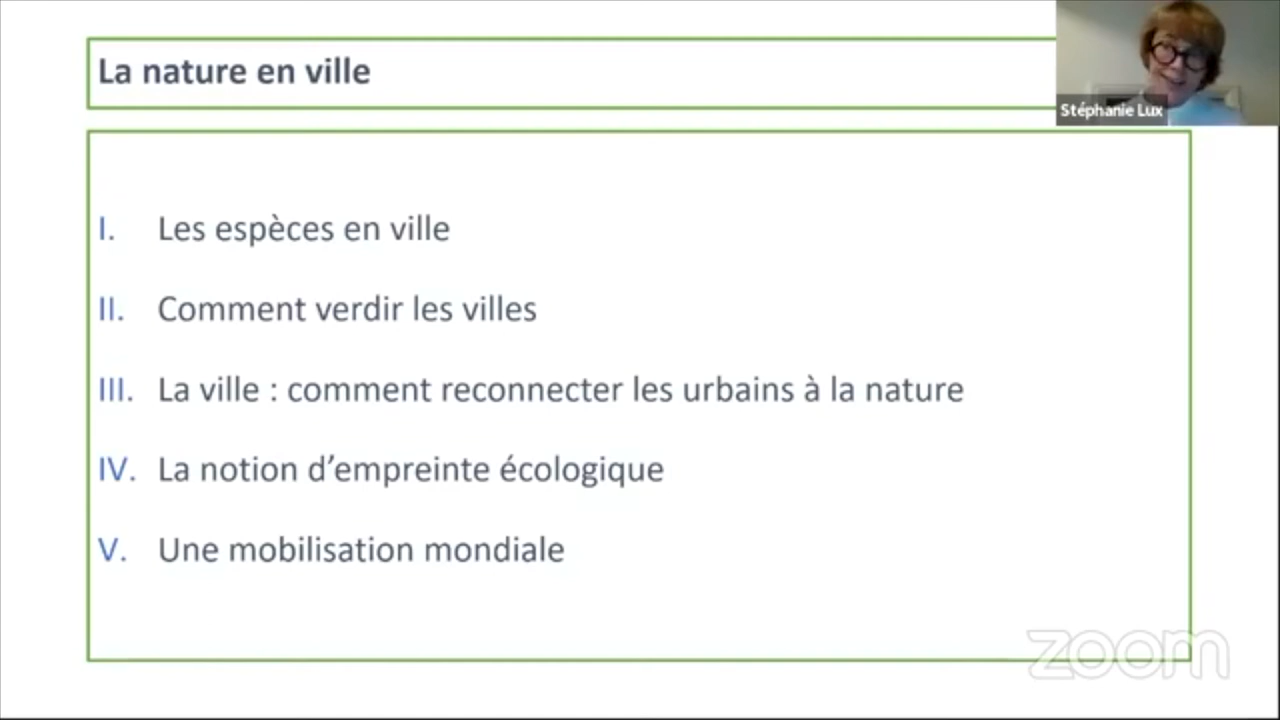 La nature en ville
Stéphanie Lux
I. Les espèces en ville
II. Comment verdir les villes
III. La ville : comment reconnecter les urbains à la nature
IV. La notion d’empreinte écologique
V. Une mobilisation mondiale
zoom